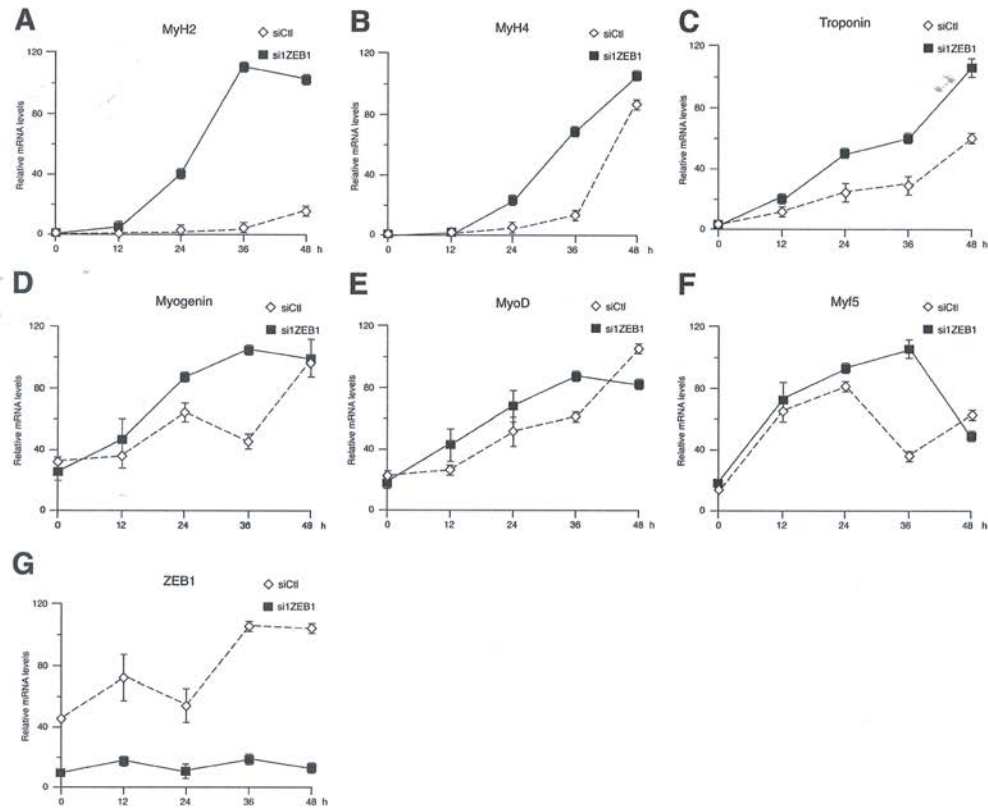 A
MyH2
siCtl
si1ZEB1
Relative mRNA levels
120
80
40
0
0 12 24 36 48 h
B
MyH4
siCtl
si1ZEB1
Relative mRNA levels
120
80
40
0
0 12 24 36 48 h
C
Troponin
siCtl
si1ZEB1
Relative mRNA levels
120
80
40
0
0 12 24 36 48 h
D
Myogenin
siCtl
si1ZEB1
Relative mRNA levels
120
80
40
0
0 12 24 36 48 h
E
MyoD
siCtl
si1ZEB1
Relative mRNA levels
120
80
40
0
0 12 24 36 48 h
F
Myf5
siCtl
si1ZEB1
Relative mRNA levels
120
80
40
0
0 12 24 36 48 h
G
ZEB1
siCtl
si1ZEB1
Relative mRNA levels
120
80
40
0
0 12 24 36 48 h